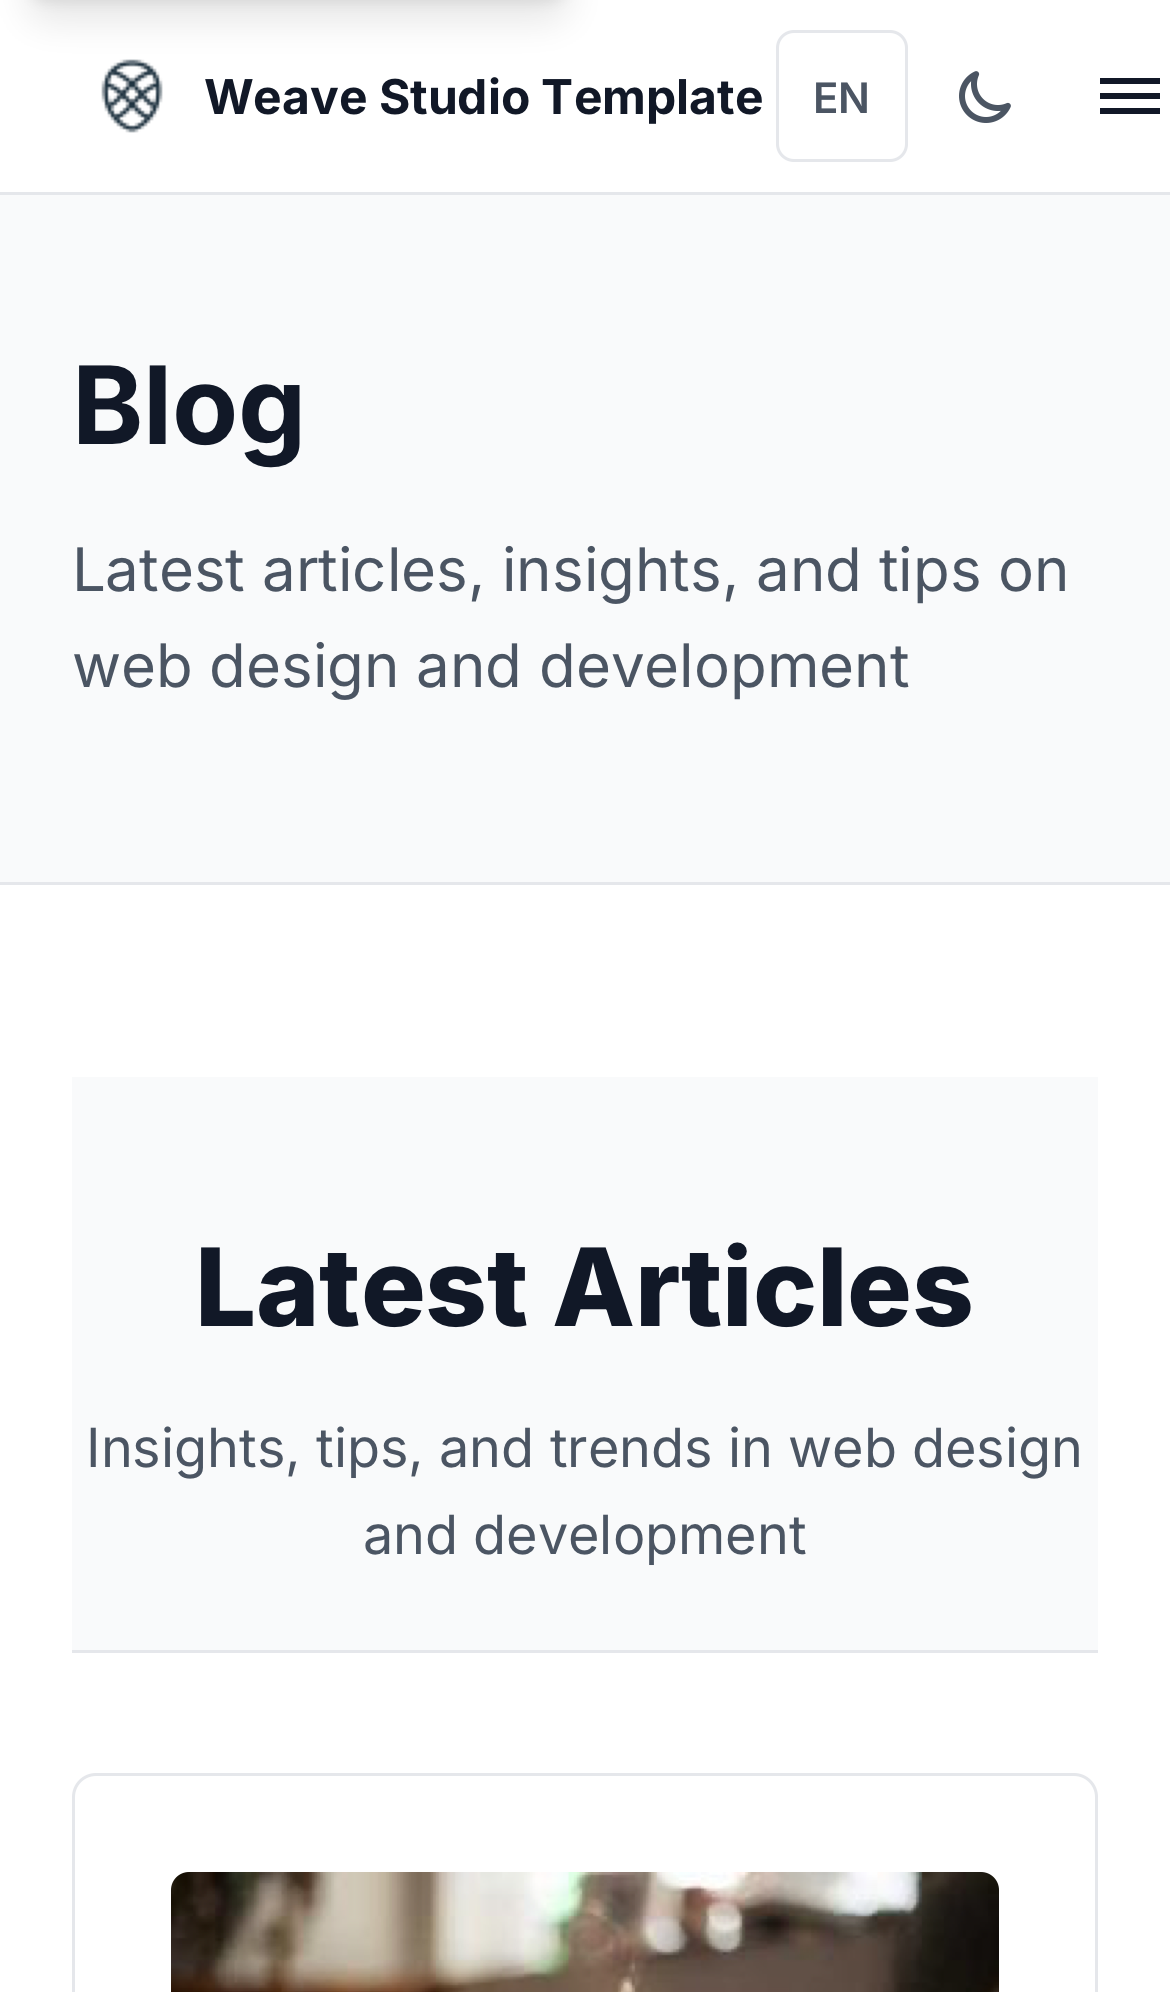 Weave Studio Template EN
Blog
Latest articles, insights, and tips on
web design and development
Latest Articles
Insights, tips, and trends in web design
and development